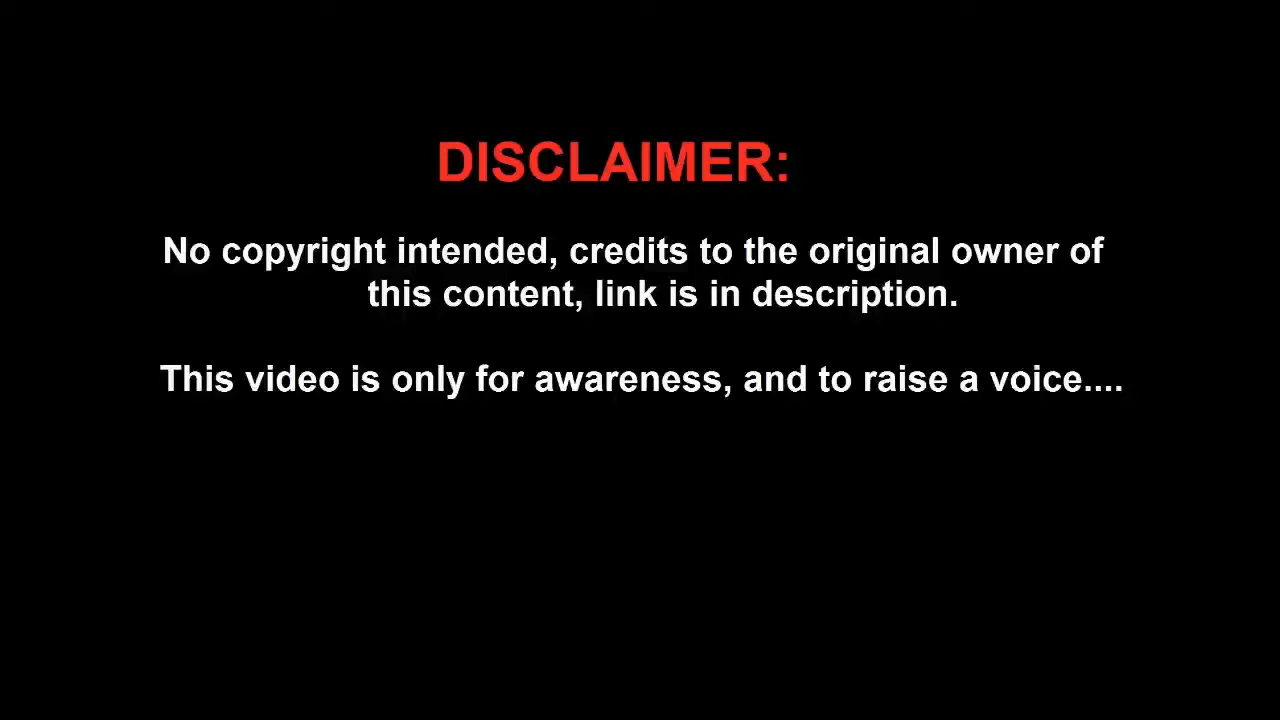 DISCLAIMER:
No copyright intended, credits to the original owner of
this content, link is in description.
This video is only for awareness, and to raise a voice....